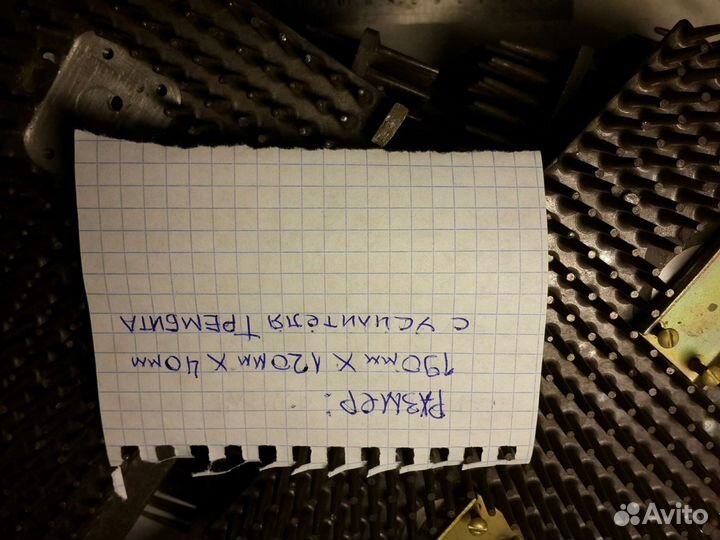 Размер:
190мм X 120мм X 40мм
с усилителя Трембита
Avito